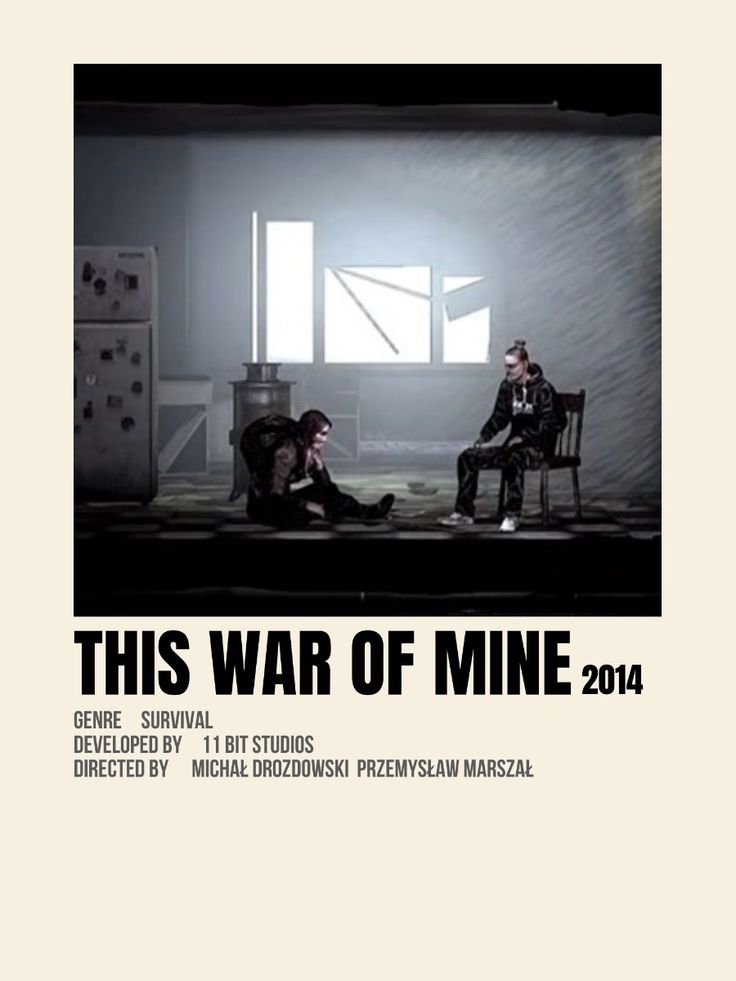 THIS WAR OF MINE 2014
GENRE SURVIVAL
DEVELOPED BY 11 BIT STUDIOS
DIRECTED BY MICHAŁ DROZDOWSKI PRZEMYSŁAW MARSZAŁ